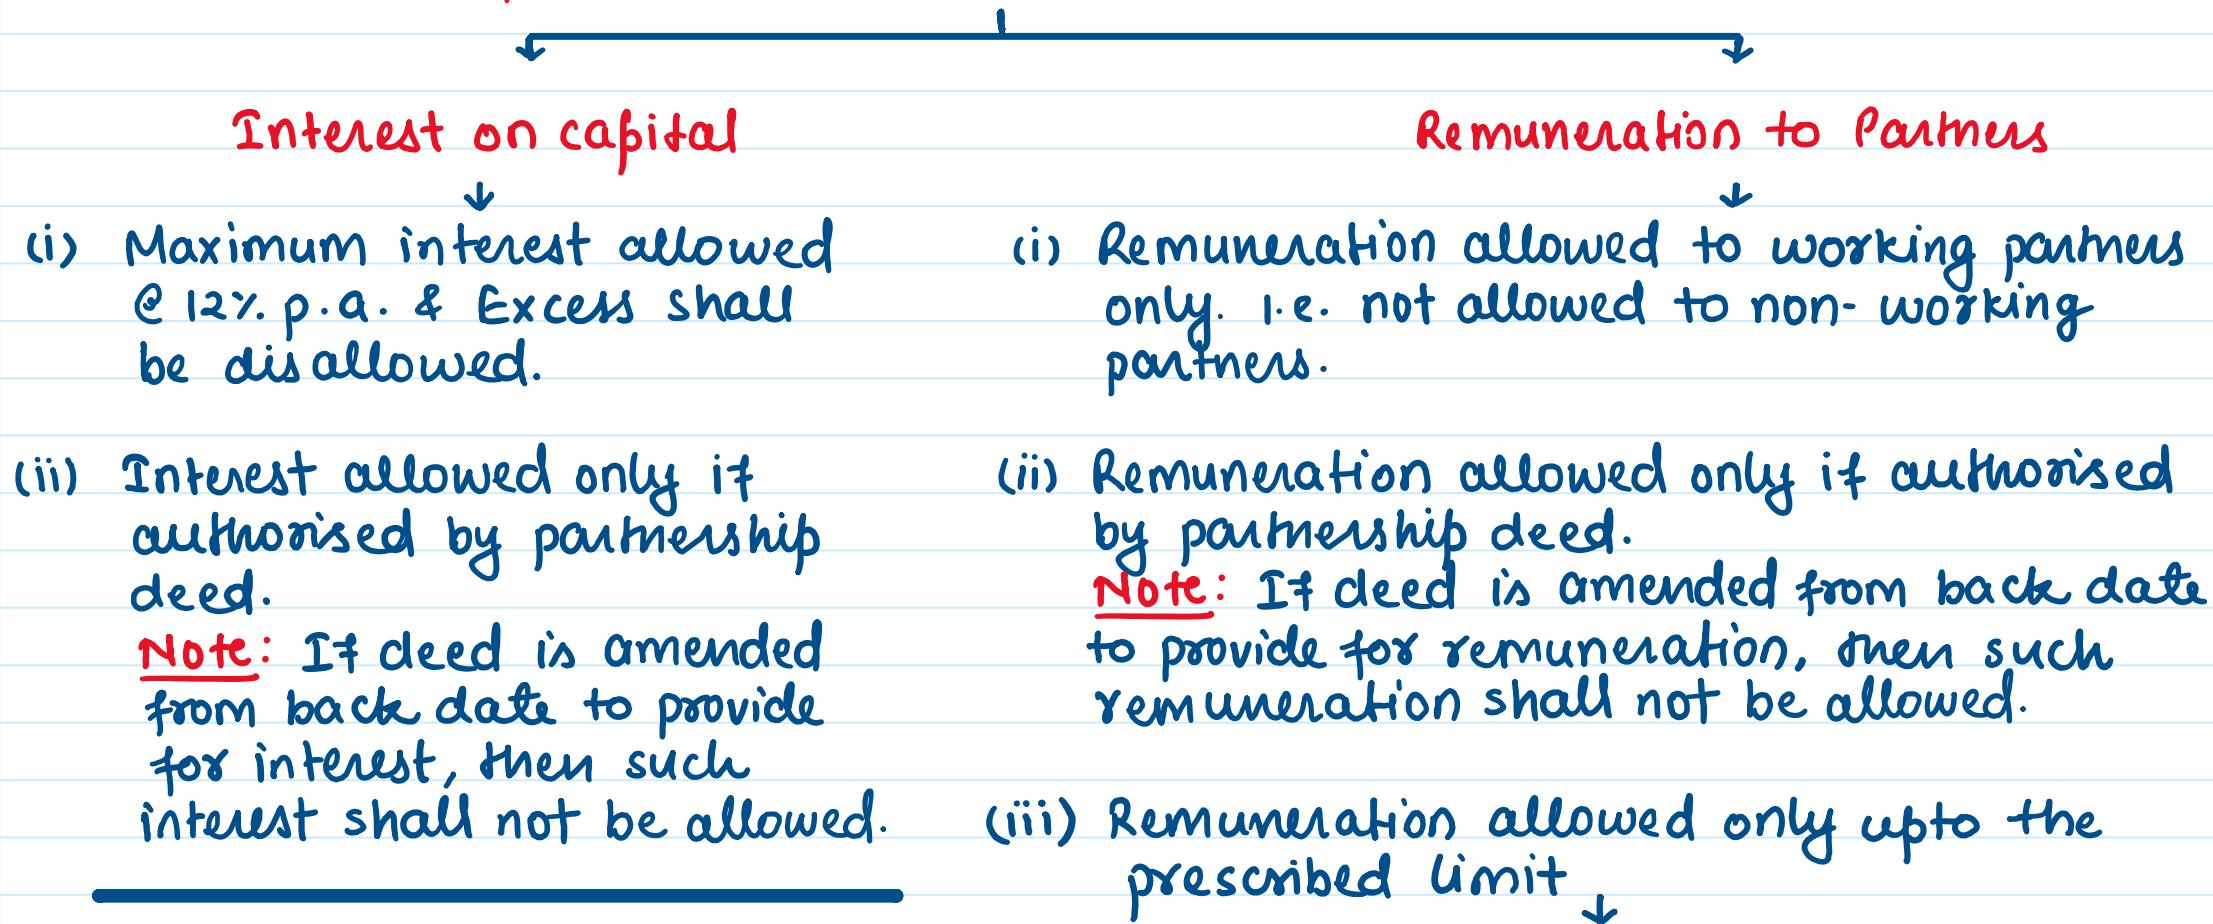 Interest on capital
(i) Maximum interest allowed
@ 12% p.a. & Excess shall
be disallowed.
(ii) Interest allowed only if
authorised by partnership
deed.
Note: If deed is amended
from back date to provide
for interest, then such
interest shall not be allowed.
Remuneration to Partners
(i) Remuneration allowed to working partners
only. i.e. not allowed to non-working
partners.
(ii) Remuneration allowed only if authorised
by partnership deed.
Note: If deed is amended from back date
to provide for remuneration, then such
remuneration shall not be allowed.
(iii) Remuneration allowed only upto the
prescribed limit